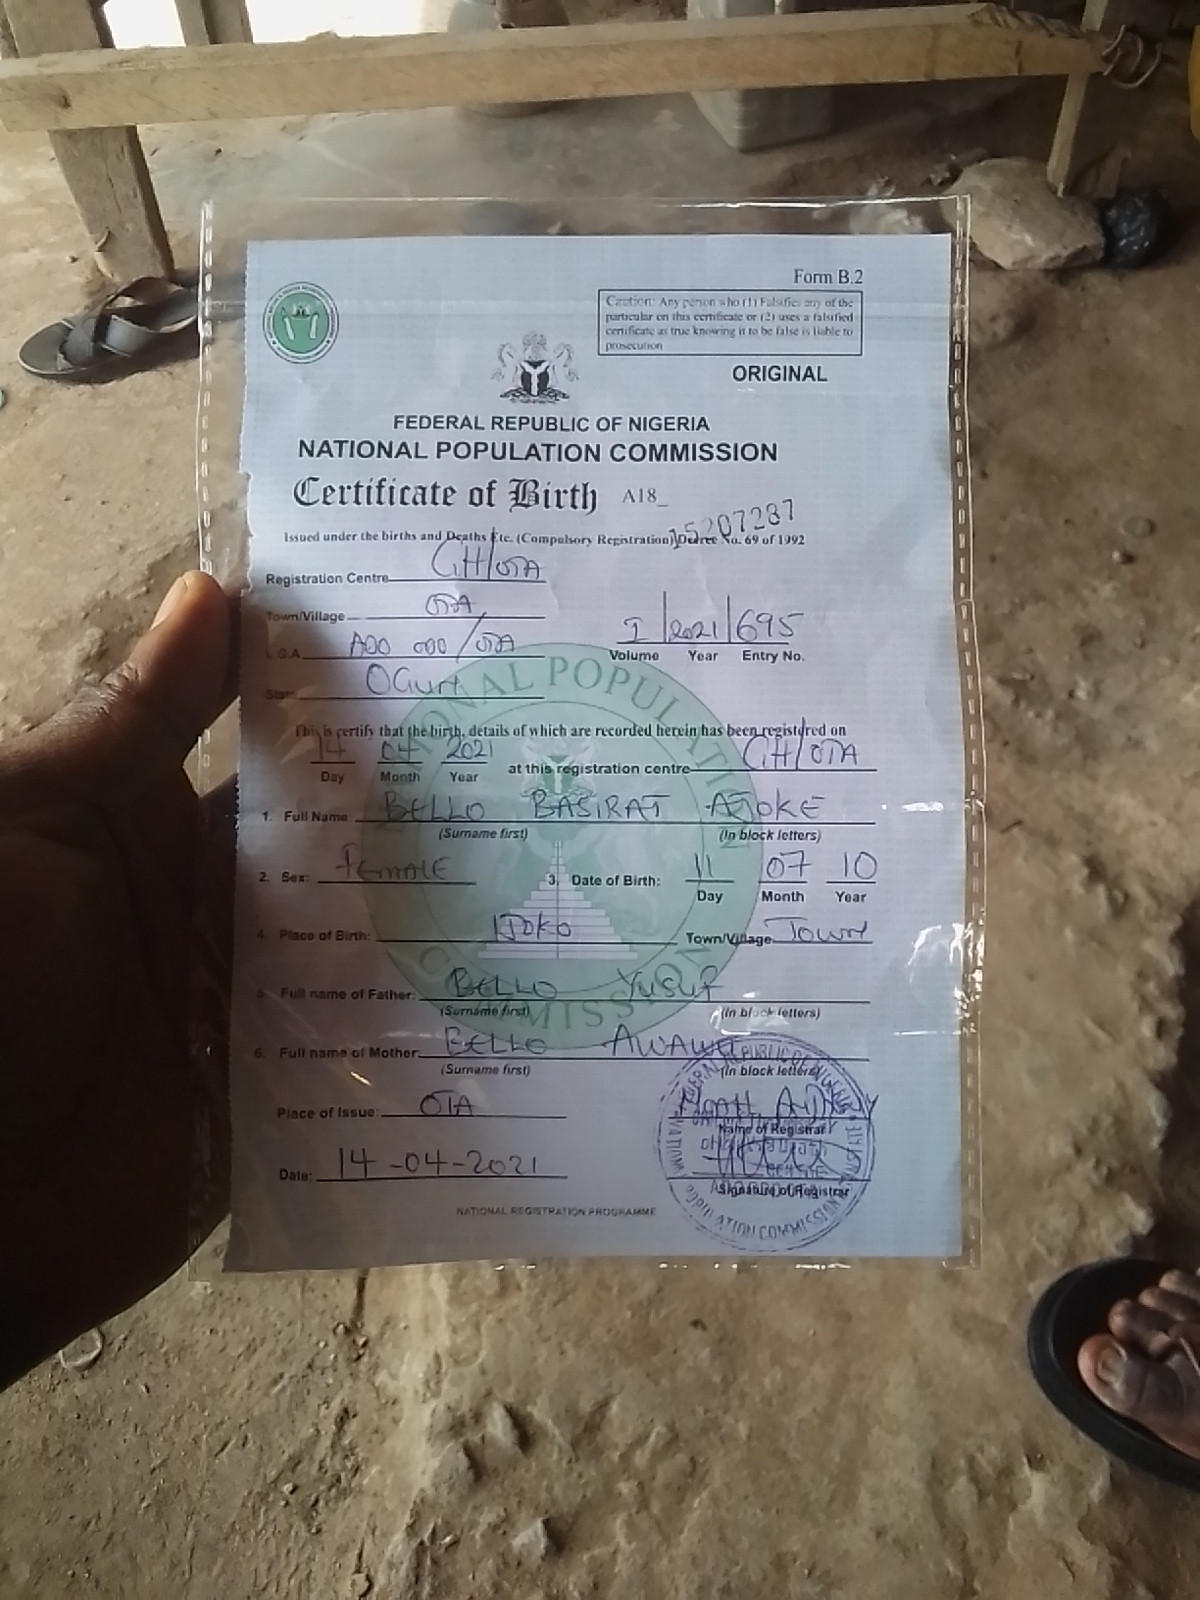 Form B.2
Caution: Any person who (1) Falsifies any of the
particular on this certificate or (2) uses a falsified
certificate as true knowing it to be false is liable to
prosecution
ORIGINAL
FEDERAL REPUBLIC OF NIGERIA
NATIONAL POPULATION COMMISSION
Certificate of Birth A18_
15207287
Issued under the births and Deaths Etc. (Compulsory Registration) Decree No. 69 of 1992
Registration Centre GH/OTA
Town/Village OTA
L.G.A ADO ODO/OTA
I/2021/695
Volume Year Entry No.
State OGUN
This is certify that the birth, details of which are recorded herein has been registered on
14 04 2021 at this registration centre GH/OTA
Day Month Year
1. Full Name BELLO BASIRAT AJOKE
(Surname first) (In block letters)
2. Sex: FEMALE 3. Date of Birth: 11 07 10
Day Month Year
4. Place of Birth: IJOKO Town/Village Town
5. Full name of Father: BELLO YUSUF
(Surname first) (In block letters)
6. Full name of Mother BELLO AWAWU
(Surname first) (In block letters)
Place of Issue: OTA
Name of Registrar
Date: 14-04-2021
Signature of Registrar
NATIONAL REGISTRATION PROGRAMME
NATIONAL POPULATION COMMISSION
FEDERAL REPUBLIC OF NIGERIA
POPULATION COMMISSION